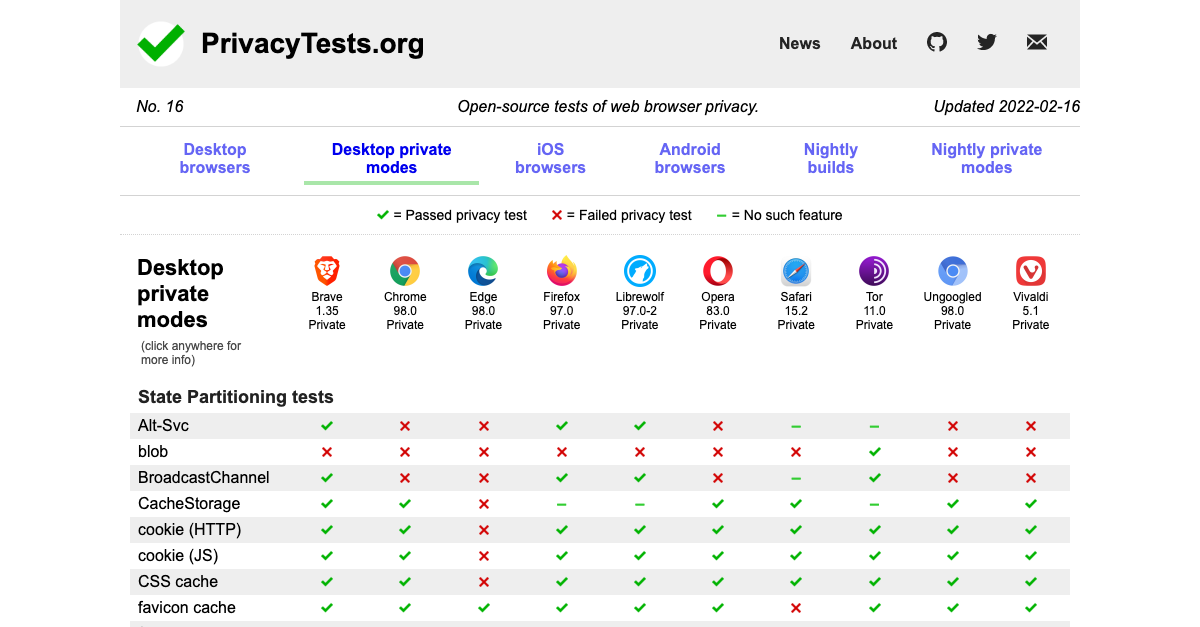 PrivacyTests.org
News About
No. 16 Open-source tests of web browser privacy. Updated 2022-02-16
Desktop browsers
Desktop private modes
iOS browsers
Android browsers
Nightly builds
Nightly private modes
✓ = Passed privacy test ✕ = Failed privacy test – = No such feature
Desktop
private
modes
(click anywhere for
more info)
Brave
1.35
Private
Chrome
98.0
Private
Edge
98.0
Private
Firefox
97.0
Private
Librewolf
97.0-2
Private
Opera
83.0
Private
Safari
15.2
Private
Tor
11.0
Private
Ungoogled
98.0
Private
Vivaldi
5.1
Private
State Partitioning tests
Alt-Svc
blob
BroadcastChannel
CacheStorage
cookie (HTTP)
cookie (JS)
CSS cache
favicon cache